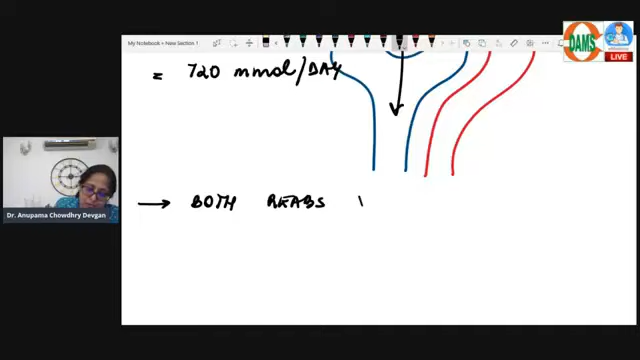 My Notebook » New Section 1
DAMS
LIVE
= 720 mmol/DAY
Dr. Anupama Chowdhry Devgan
→ BOTH REABS